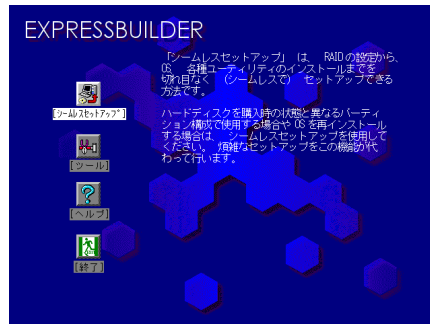 EXPRESSBUILDER
「シームレスセットアップ」 は、 RAIDの設定から、
OS 各種ユーティリティのインストールまでを
切れ目なく (シームレスで) セットアップできる
方法です。
ハードディスクを購入時の状態と異なるパーティ
ション構成で使用する場合や OS を再インストール
する場合は、 シームレスセットアップを使用して
ください。 煩雑なセットアップをこの機能が代
わって行います。
[シームレスセットアップ]
[ツール]
[ヘルプ]
[終了]